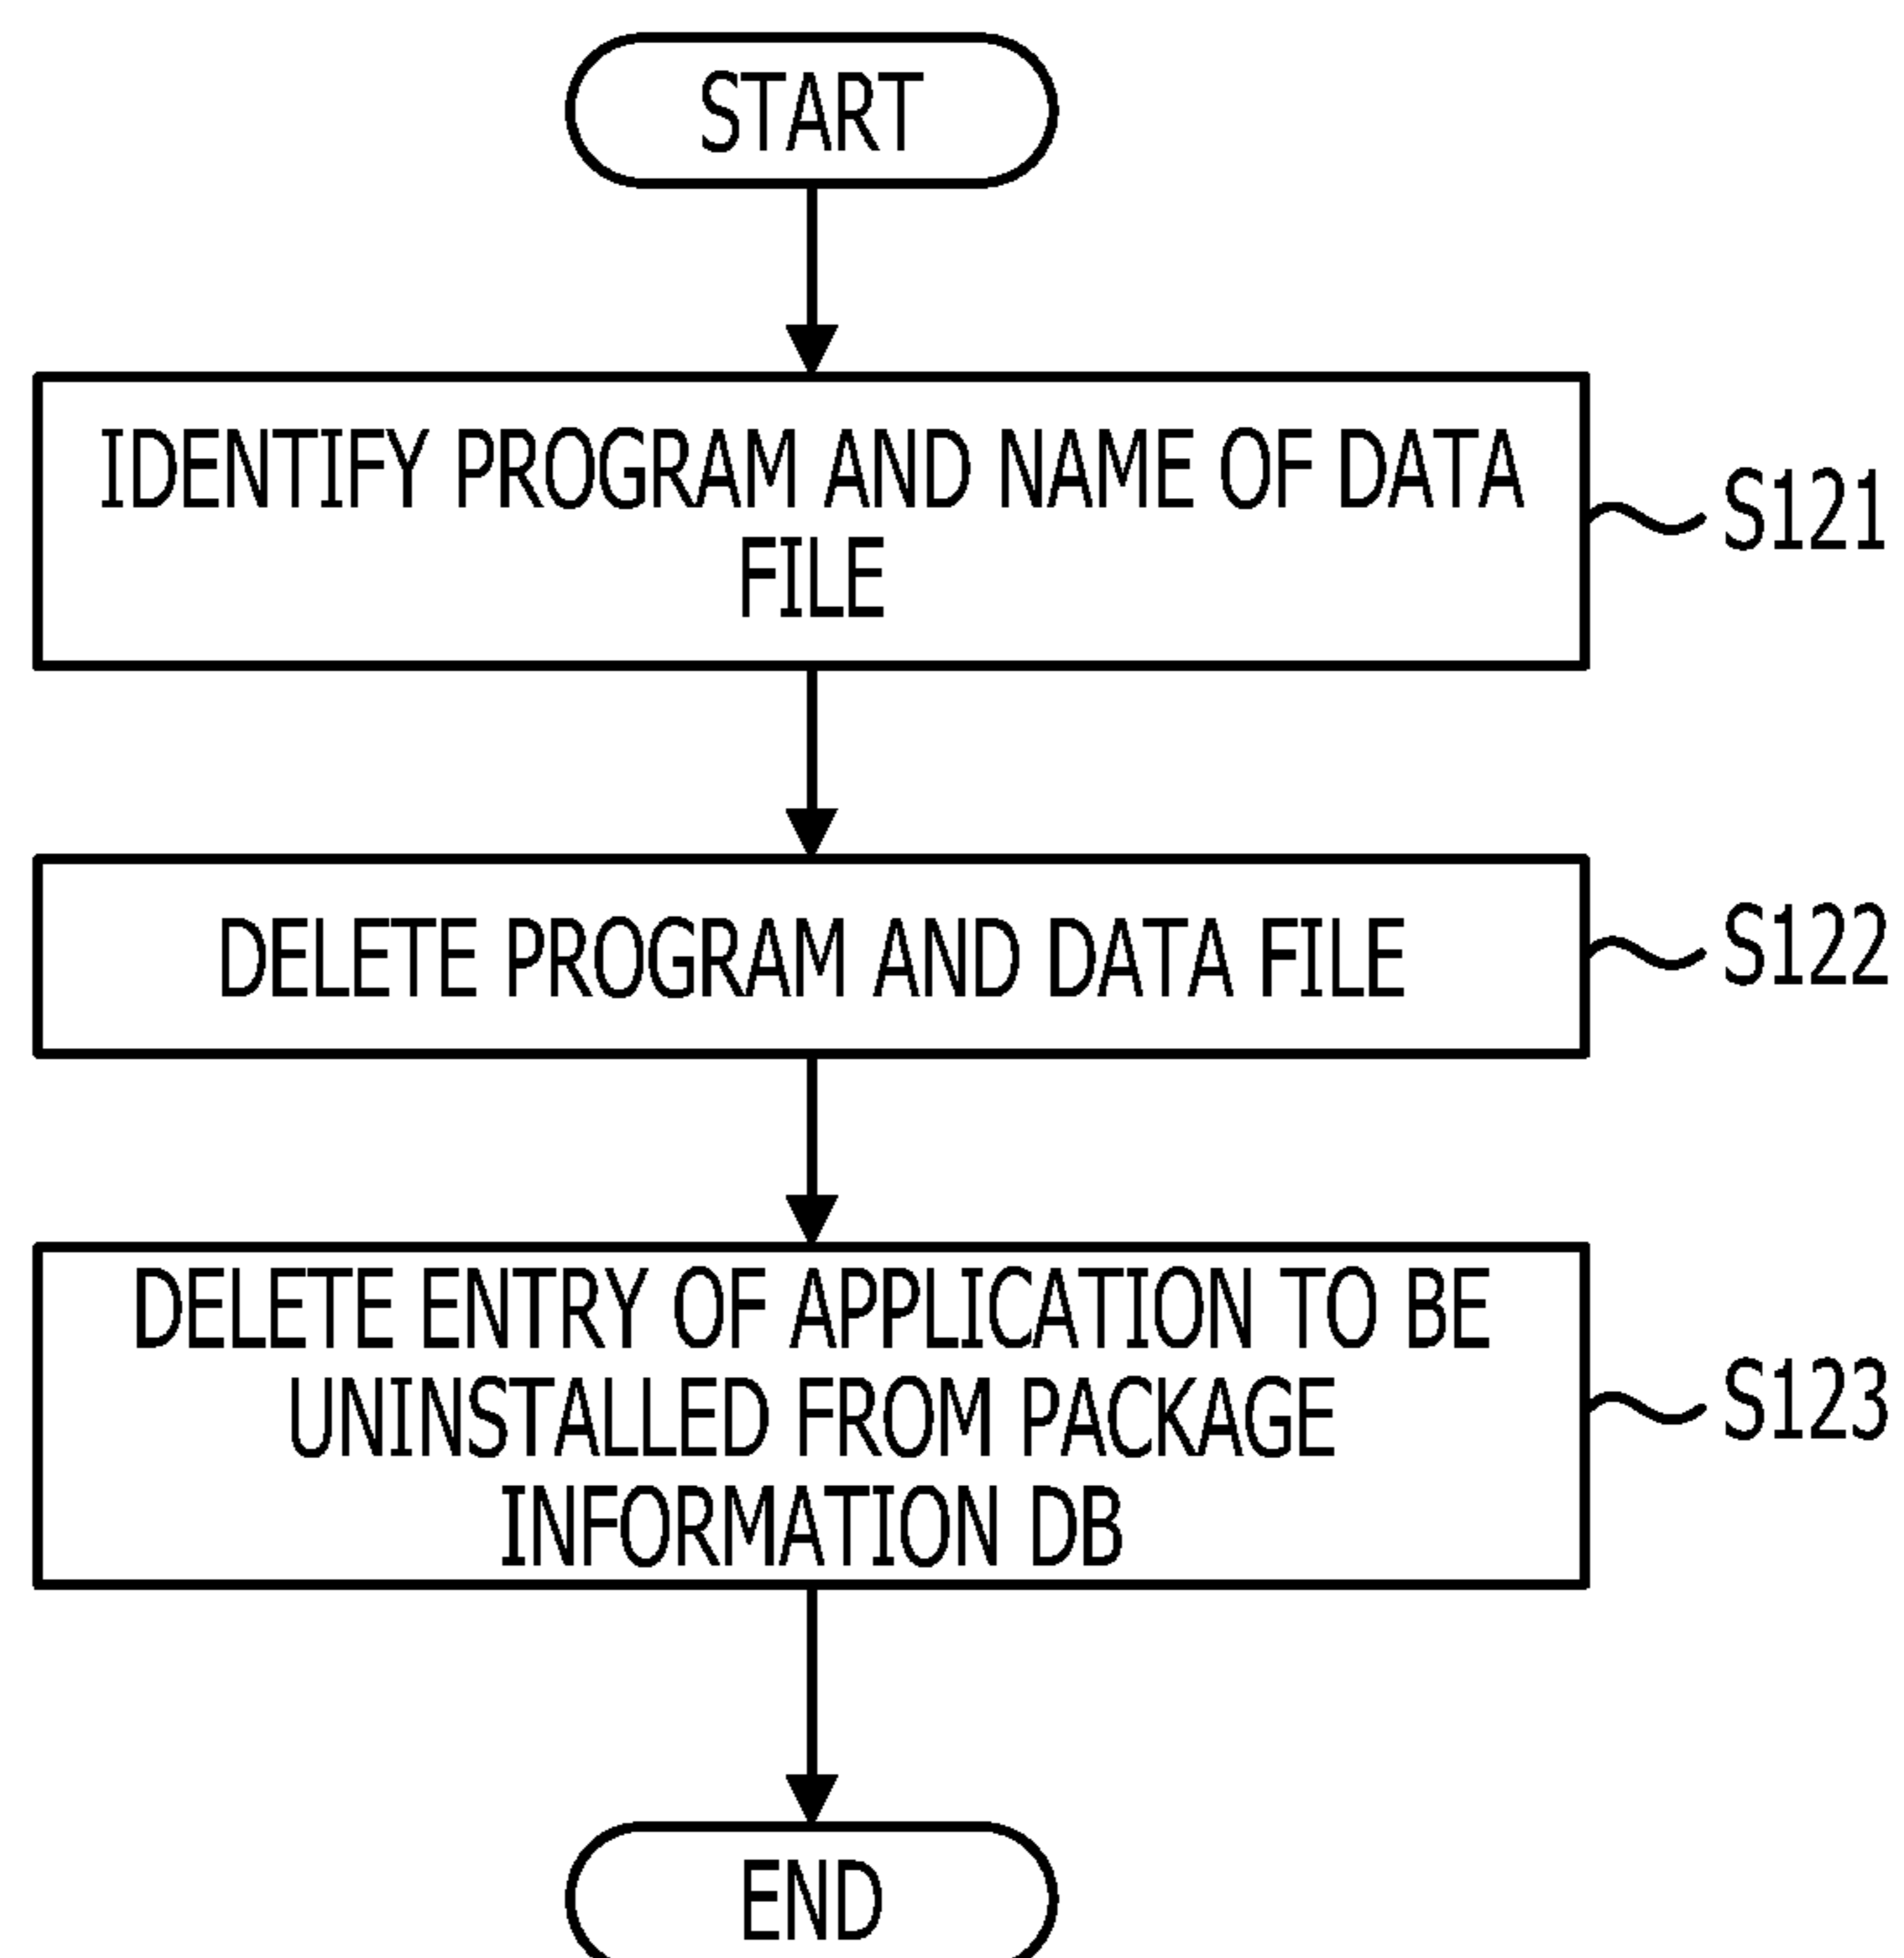 START
IDENTIFY PROGRAM AND NAME OF DATA
FILE
S121
DELETE PROGRAM AND DATA FILE
S122
DELETE ENTRY OF APPLICATION TO BE
UNINSTALLED FROM PACKAGE
INFORMATION DB
S123
END